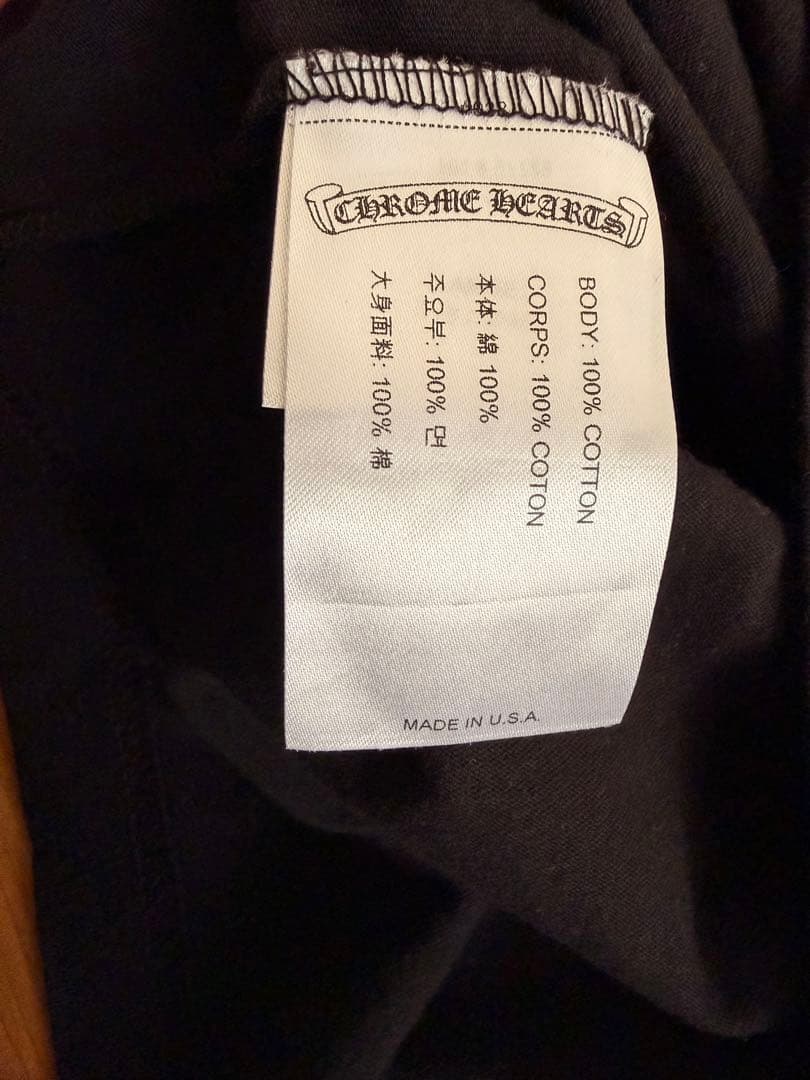 CHROME HEARTS
BODY: 100% COTTON
CORPS: 100% COTON
本体: 綿 100%
주요부: 100% 면
大身面料: 100% 棉
MADE IN U.S.A.